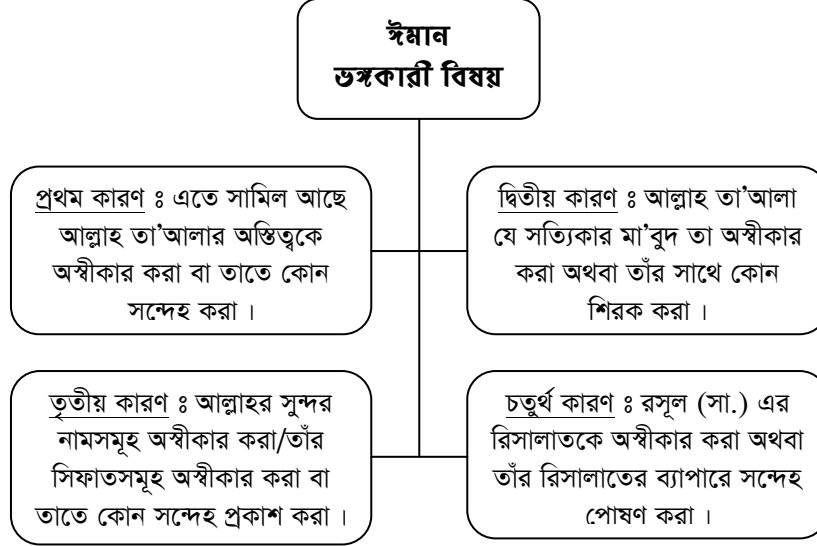 ঈমান
ভঙ্গকারী বিষয়
প্রথম কারণ ঃ এতে সামিল আছে
আল্লাহ তা’আলার অস্তিত্বকে
অস্বীকার করা বা তাতে কোন
সন্দেহ করা ।
দ্বিতীয় কারণ ঃ আল্লাহ তা’আলা
যে সত্যিকার মা’বুদ তা অস্বীকার
করা অথবা তাঁর সাথে কোন
শিরক করা ।
তৃতীয় কারণ ঃ আল্লাহর সুন্দর
নামসমূহ অস্বীকার করা/তাঁর
সিফাতসমূহ অস্বীকার করা বা
তাতে কোন সন্দেহ প্রকাশ করা ।
চতুর্থ কারণ ঃ রসূল (সা.) এর
রিসালাতকে অস্বীকার করা অথবা
তাঁর রিসালাতের ব্যাপারে সন্দেহ
পোষণ করা ।